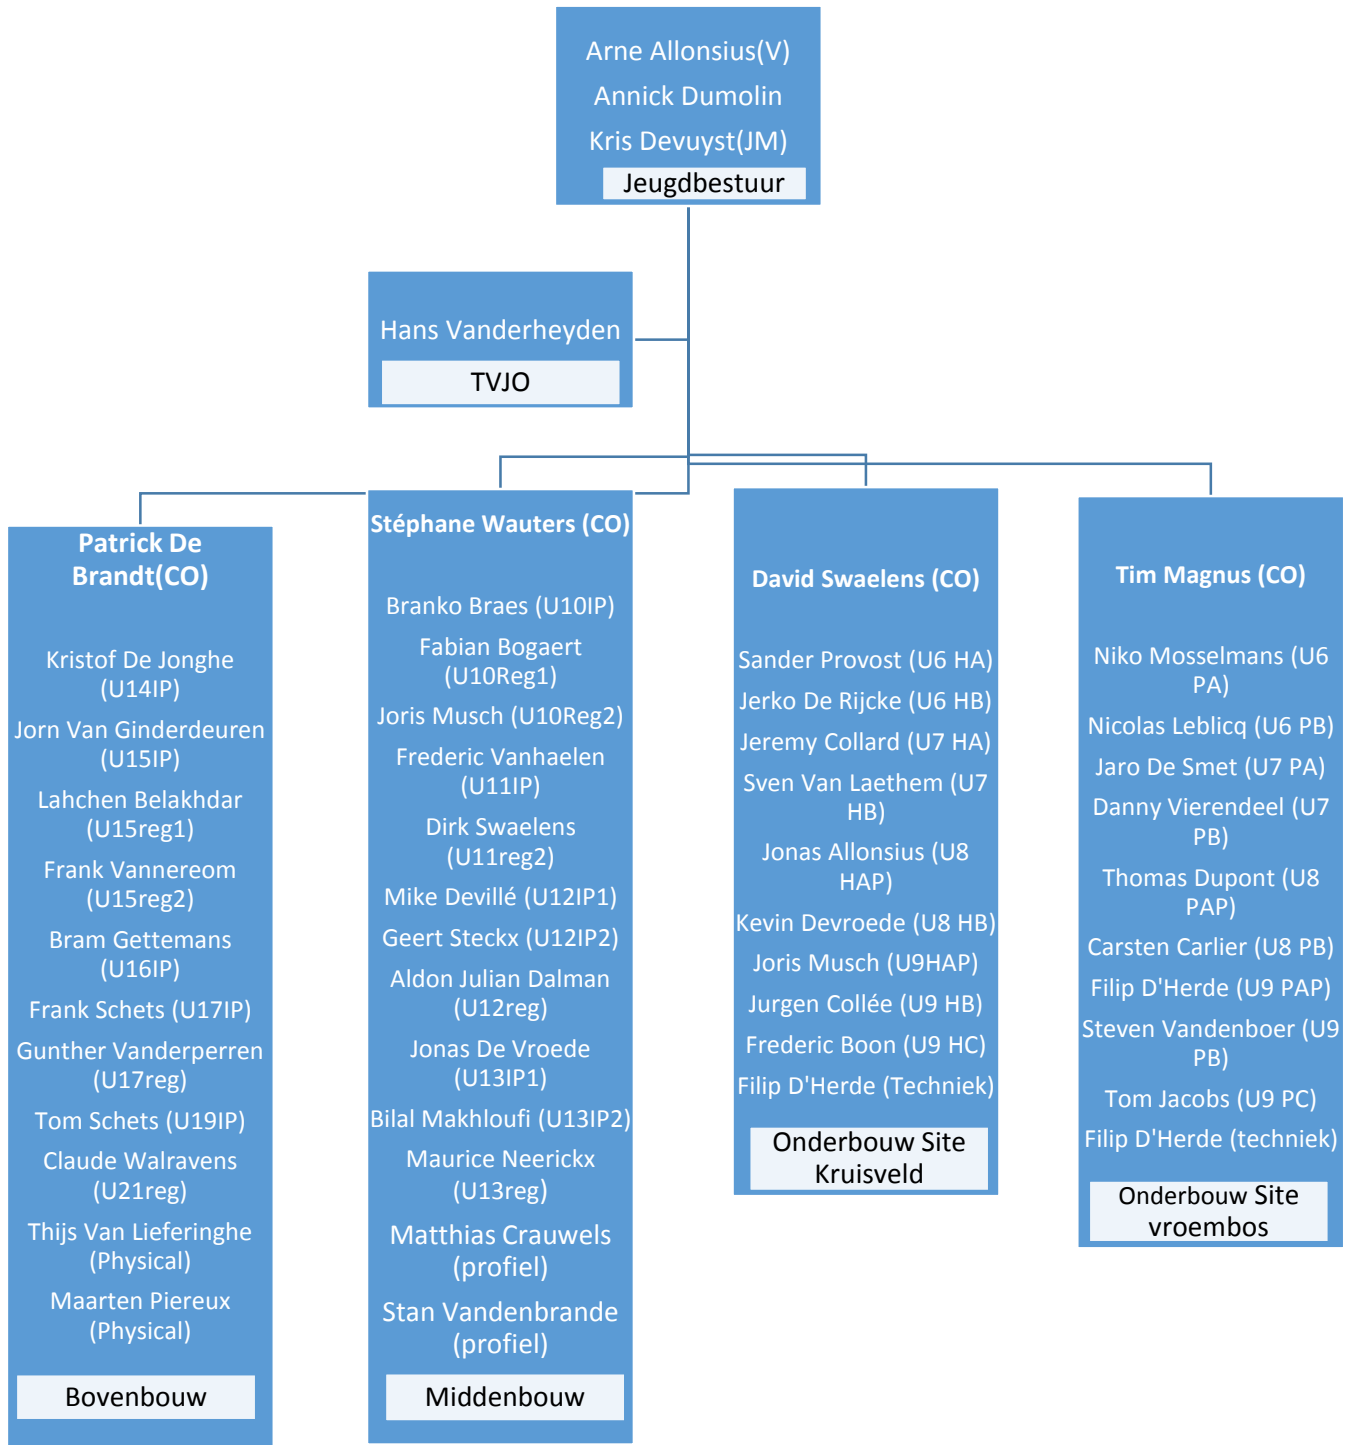 Arne Allonsius(V)
Annick Dumolin
Kris Devuyst(JM)
Jeugdbestuur
Hans Vanderheyden
TVJO
Patrick De
Brandt(CO)
Kristof De Jonghe
(U14IP)
Jorn Van Ginderdeuren
(U15IP)
Lahchen Belakhdar
(U15reg1)
Frank Vannereom
(U15reg2)
Bram Gettemans
(U16IP)
Frank Schets (U17IP)
Gunther Vanderperren
(U17reg)
Tom Schets (U19IP)
Claude Walravens
(U21reg)
Thijs Van Lieferinghe
(Physical)
Maarten Piereux
(Physical)
Bovenbouw
Stéphane Wauters (CO)
Branko Braes (U10IP)
Fabian Bogaert
(U10Reg1)
Joris Musch (U10Reg2)
Frederic Vanhaelen
(U11IP)
Dirk Swaelens
(U11reg2)
Mike Devillé (U12IP1)
Geert Steckx (U12IP2)
Aldon Julian Dalman
(U12reg)
Jonas De Vroede
(U13IP1)
Bilal Makhloufi (U13IP2)
Maurice Neerickx
(U13reg)
Matthias Crauwels
(profiel)
Stan Vandenbrande
(profiel)
Middenbouw
David Swaelens (CO)
Sander Provost (U6 HA)
Jerko De Rijcke (U6 HB)
Jeremy Collard (U7 HA)
Sven Van Laethem (U7
HB)
Jonas Allonsius (U8
HAP)
Kevin Devroede (U8 HB)
Joris Musch (U9HAP)
Jurgen Collée (U9 HB)
Frederic Boon (U9 HC)
Filip D'Herde (Techniek)
Onderbouw Site
Kruisveld
Tim Magnus (CO)
Niko Mosselmans (U6
PA)
Nicolas Leblicq (U6 PB)
Jaro De Smet (U7 PA)
Danny Vierendeel (U7
PB)
Thomas Dupont (U8
PAP)
Carsten Carlier (U8 PB)
Filip D'Herde (U9 PAP)
Steven Vandenboer (U9
PB)
Tom Jacobs (U9 PC)
Filip D'Herde (techniek)
Onderbouw Site
vroembos